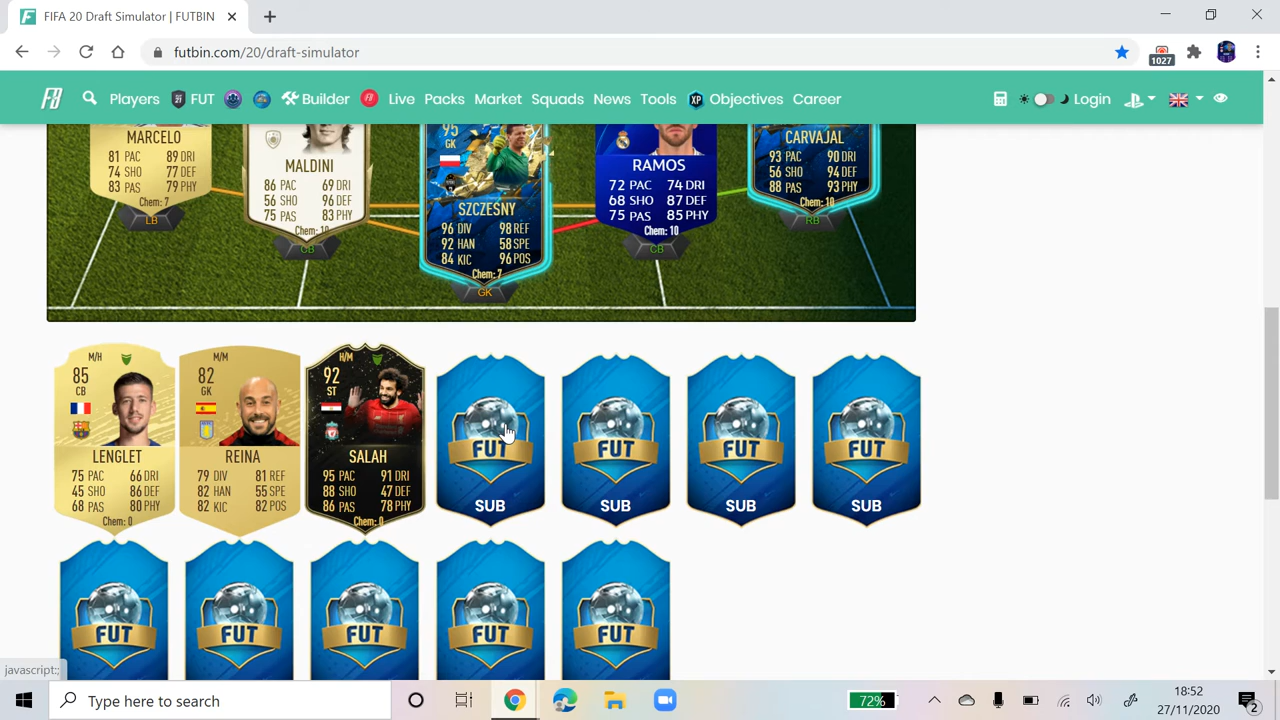 FIFA 20 Draft Simulator | FUTBIN
futbin.com/20/draft-simulator
1027
Players FUT Builder Live Packs Market Squads News Tools XP Objectives Career Login
MARCELO
81 PAC 89 DRI
74 SHO 77 DEF
83 PAS 79 PHY
Chem: 7
LB
MALDINI
86 PAC 69 DRI
56 SHO 96 DEF
75 PAS 83 PHY
Chem: 10
CB
95
GK
SZCZESNY
96 DIV 98 REF
92 HAN 58 SPE
84 KIC 96 POS
Chem: 7
GK
RAMOS
72 PAC 74 DRI
68 SHO 87 DEF
75 PAS 85 PHY
Chem: 10
CB
CARVAJAL
93 PAC 90 DRI
56 SHO 94 DEF
88 PAS 93 PHY
Chem: 10
RB
M/H
85
CB
LENGLET
75 PAC 66 DRI
45 SHO 86 DEF
68 PAS 80 PHY
Chem: 0
M/M
82
GK
REINA
79 DIV 81 REF
82 HAN 55 SPE
82 KIC 82 POS
H/M
92
ST
SALAH
95 PAC 91 DRI
88 SHO 47 DEF
86 PAS 78 PHY
Chem: 0
FUT
SUB
FUT
SUB
FUT
SUB
FUT
SUB
FUT
FUT
FUT
FUT
FUT
javascript:;
Type here to search
72%
18:52
27/11/2020
2